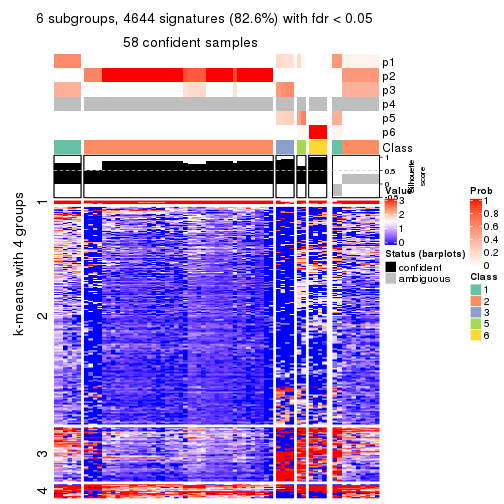 6 subgroups, 4644 signatures (82.6%) with fdr < 0.05
58 confident samples
p1
p2
p3
p4
p5
p6
Class
1
0.5
0
-0.5
Silhouette
score
k-means with 4 groups
1
2
3
4
Value
3
2
1
0
Status (barplots)
confident
ambiguous
Prob
1
0.8
0.6
0.4
0.2
0
Class
1
2
3
5
6